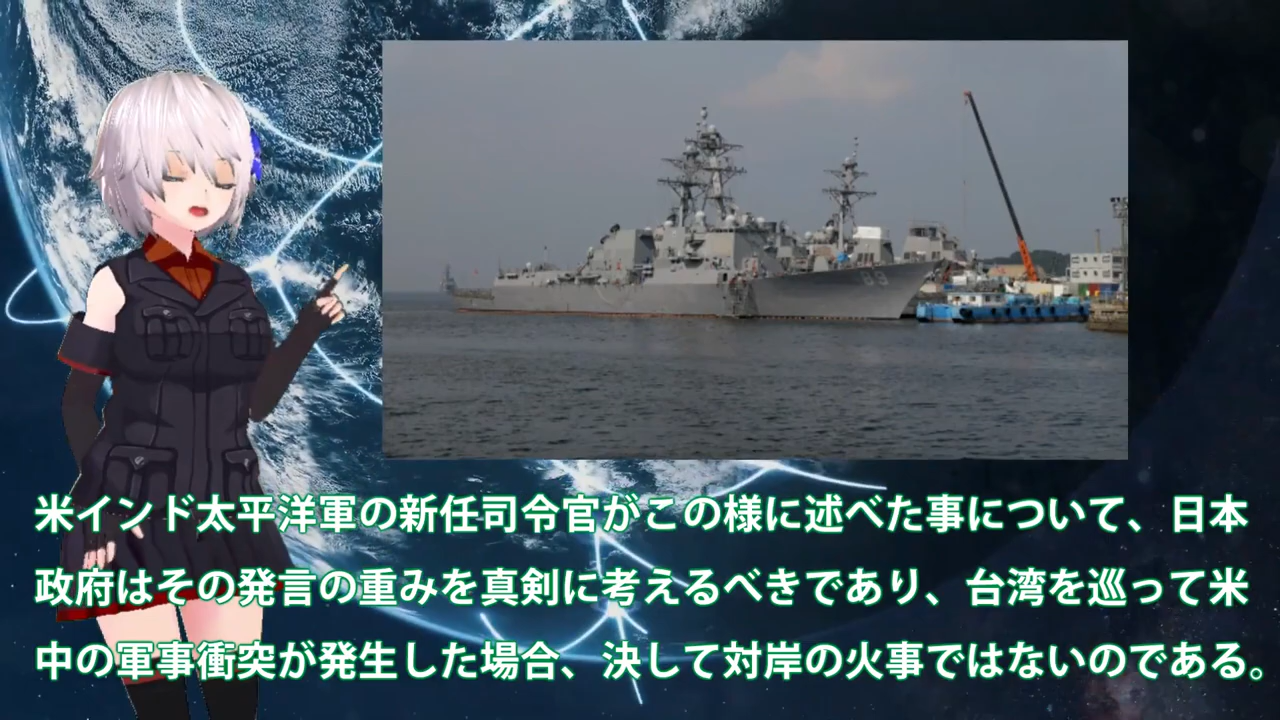 米インド太平洋軍の新任司令官がこの様に述べた事について、日本
政府はその発言の重みを真剣に考えるべきであり、台湾を巡って米
中の軍事衝突が発生した場合、決して対岸の火事ではないのである。